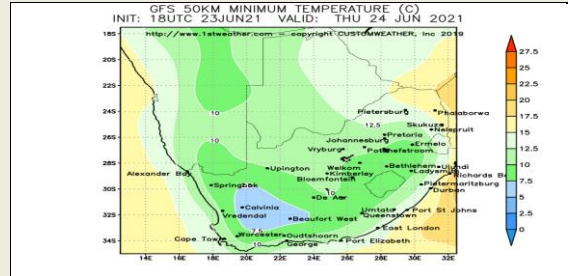 GFS 50KM MINIMUM TEMPERATURE (C)
INIT: 18UTC 23JUN21 VALID: THU 24 JUN 2021
http://www.1stweather.com — copyright CUSTOMWEATHER, Inc 2019
18S
20S
22S
24S
26S
28S
30S
32S
34S
Pietersburg
Phalaborwa
Skukuza
Nelspruit
12.5
Pretoria
Johannesburg
Ermelo
Vryburg
Potchefstroom
Welkom
Bethlehem
Ulundi
Upington
Kimberley
Ladysmith
Richards B
Alexander Bay
Bloemfontein
Springbok
10
Pietermaritzburg
De Aar
Durban
Calvinia
Umtata
Port St Johns
Vredendal
Beaufort West
Queenstown
7.5
Worcester
Oudtshoorn
East London
Cape Town
10
George
Port Elizabeth
10
10
14E 16E 18E 20E 22E 24E 26E 28E 30E 32E
27.5
25
22.5
20
17.5
15
12.5
10
7.5
5
2.5
0